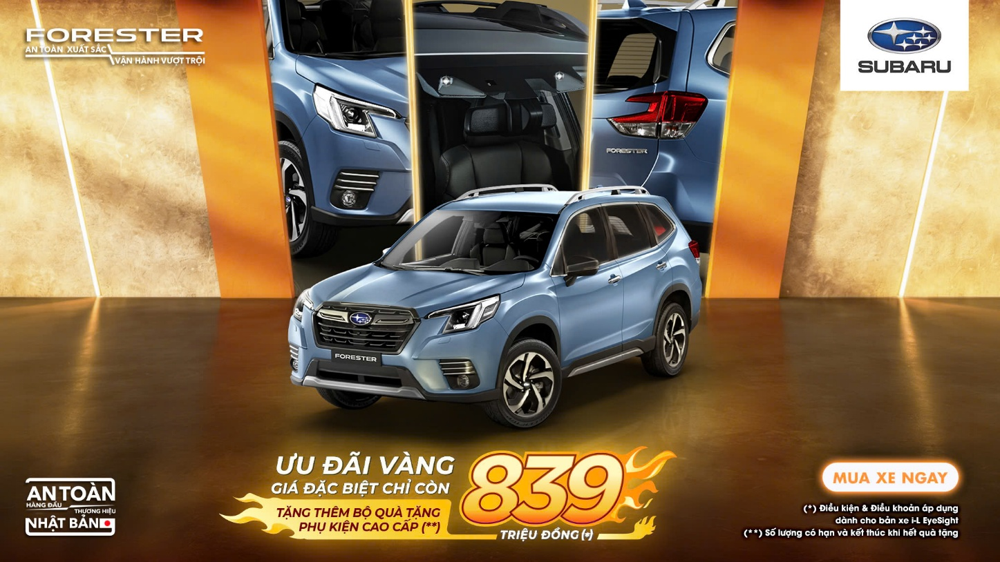 FORESTER
AN TOÀN XUẤT SẮC
VẬN HÀNH VƯỢT TRỘI
SUBARU
FORESTER
FORESTER
ƯU ĐÃI VÀNG
GIÁ ĐẶC BIỆT CHỈ CÒN
839
TRIỆU ĐỒNG (*)
TẶNG THÊM BỘ QUÀ TẶNG
PHỤ KIỆN CAO CẤP (**)
AN TOÀN
HÀNG ĐẦU
THƯƠNG HIỆU
NHẬT BẢN
MUA XE NGAY
(*) Điều kiện & Điều khoản áp dụng
dành cho bản xe i-L EyeSight
(**) Số lượng có hạn và kết thúc khi hết quà tặng